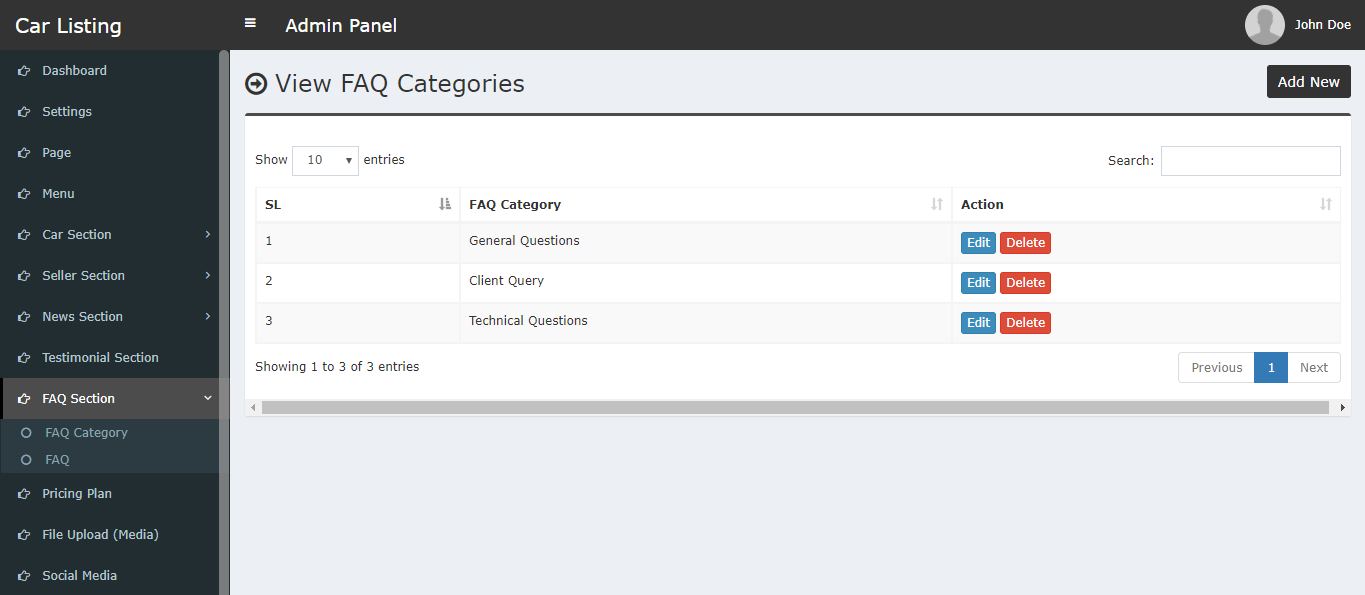 Car Listing
Admin Panel
John Doe
Dashboard
Settings
Page
Menu
Car Section
Seller Section
News Section
Testimonial Section
FAQ Section
FAQ Category
FAQ
Pricing Plan
File Upload (Media)
Social Media
View FAQ Categories
Add New
Show 10 entries
Search:
SL FAQ Category Action
1 General Questions Edit Delete
2 Client Query Edit Delete
3 Technical Questions Edit Delete
Showing 1 to 3 of 3 entries
Previous 1 Next